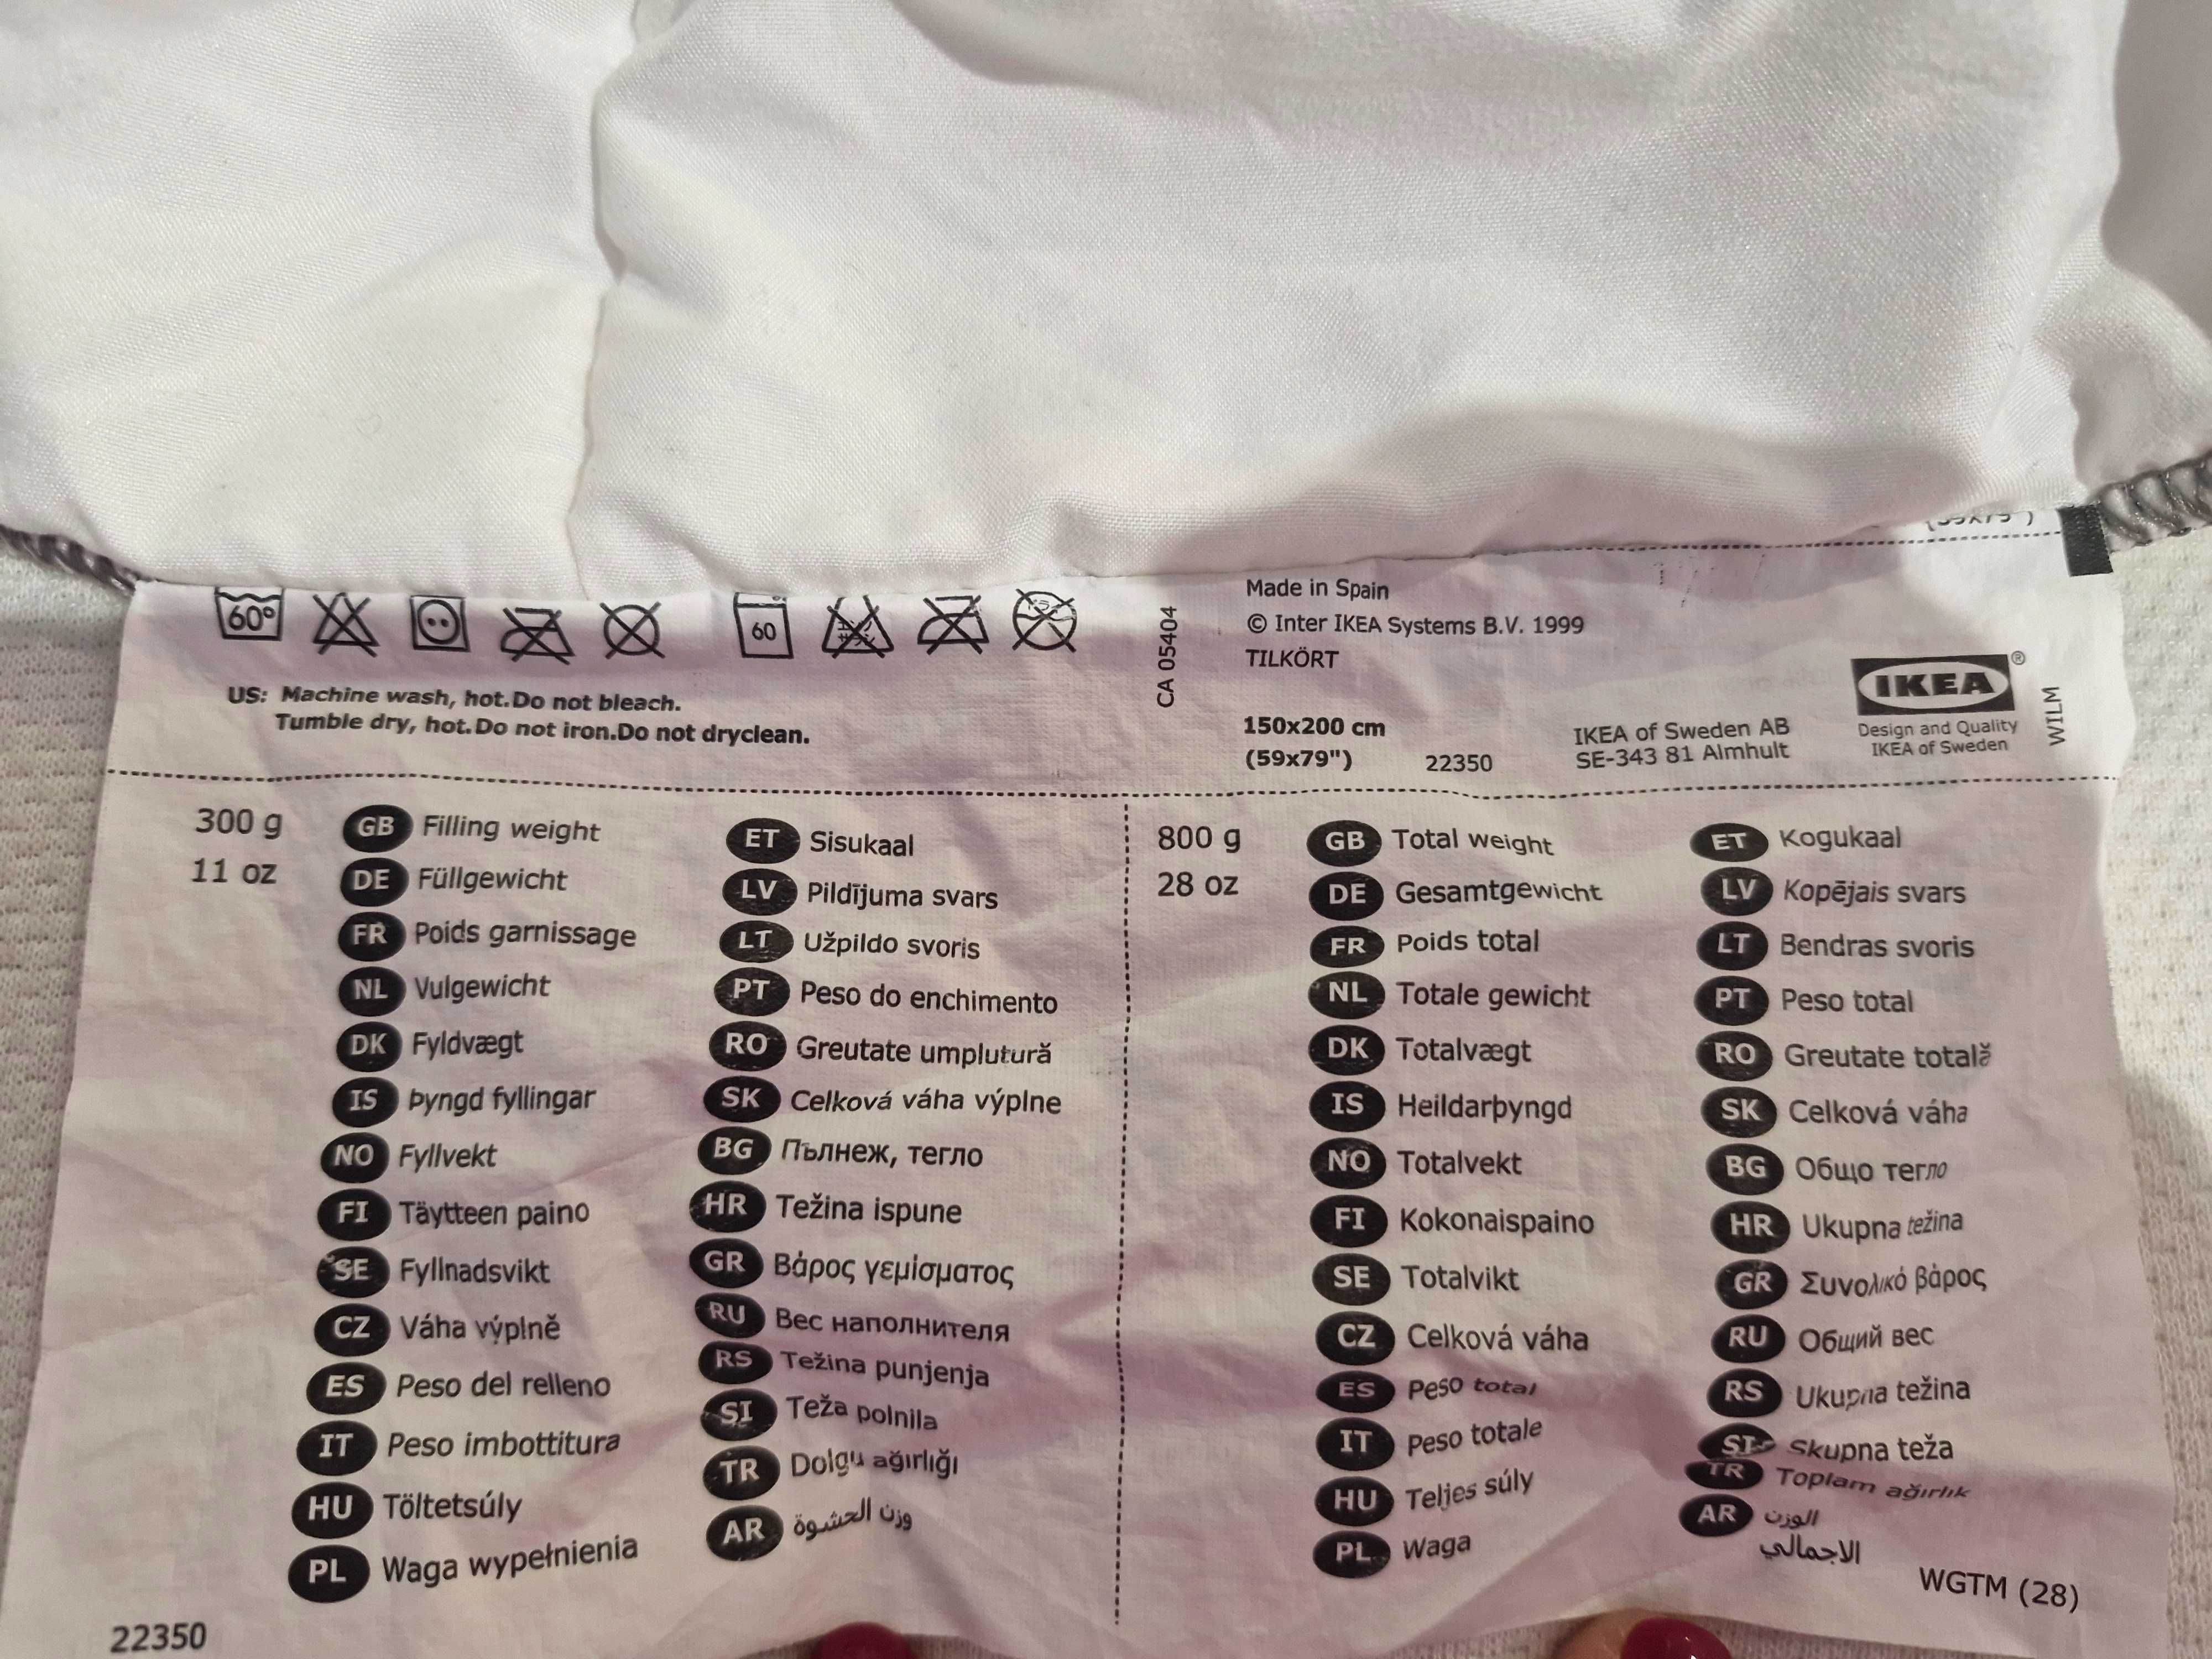 60°
60
US: Machine wash, hot.Do not bleach.
Tumble dry, hot.Do not iron.Do not dryclean.
CA 05404
Made in Spain
© Inter IKEA Systems B.V. 1999
TILKÖRT
150x200 cm
(59x79")
22350
IKEA of Sweden AB
SE-343 81 Almhult
IKEA®
Design and Quality
IKEA of Sweden
WILM
(59x79")
300 g
11 oz
GB Filling weight
DE Füllgewicht
FR Poids garnissage
NL Vulgewicht
DK Fyldvægt
IS Þyngd fyllingar
NO Fyllvekt
FI Täytteen paino
SE Fyllnadsvikt
CZ Váha výplně
ES Peso del relleno
IT Peso imbottitura
HU Töltetsúly
PL Waga wypełnienia
ET Sisukaal
LV Pildījuma svars
LT Užpildo svoris
PT Peso do enchimento
RO Greutate umplutură
SK Celková váha výplne
BG Пълнеж, тегло
HR Težina ispune
GR Βάρος γεμίσματος
RU Вес наполнителя
RS Težina punjenja
SI Teža polnila
TR Dolgu ağırlığı
AR وزن الحشوة
800 g
28 oz
GB Total weight
DE Gesamtgewicht
FR Poids total
NL Totale gewicht
DK Totalvægt
IS Heildarþyngd
NO Totalvekt
FI Kokonaispaino
SE Totalvikt
CZ Celková váha
ES Peso total
IT Peso totale
HU Teljes súly
PL Waga
ET Kogukaal
LV Kopējais svars
LT Bendras svoris
PT Peso total
RO Greutate totală
SK Celková váha
BG Общо тегло
HR Ukupna težina
GR Συνολικό βάρος
RU Общий вес
RS Ukupna težina
SI Skupna teža
TR Toplam ağırlık
AR الوزن
الاجمالي
WGTM (28)
22350